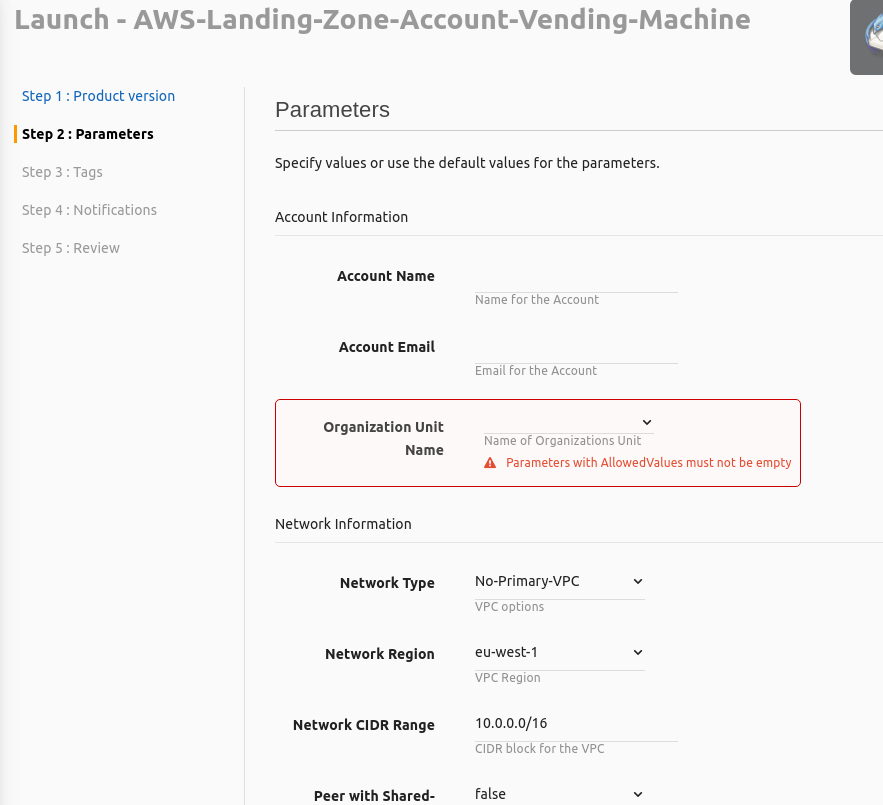 Launch - AWS-Landing-Zone-Account-Vending-Machine
Step 1 : Product version
Step 2 : Parameters
Step 3 : Tags
Step 4 : Notifications
Step 5 : Review
Parameters
Specify values or use the default values for the parameters.
Account Information
Account Name
Name for the Account
Account Email
Email for the Account
Organization Unit
Name
Name of Organizations Unit
Parameters with AllowedValues must not be empty
Network Information
Network Type
No-Primary-VPC
VPC options
Network Region
eu-west-1
VPC Region
Network CIDR Range
10.0.0.0/16
CIDR block for the VPC
Peer with Shared-
false